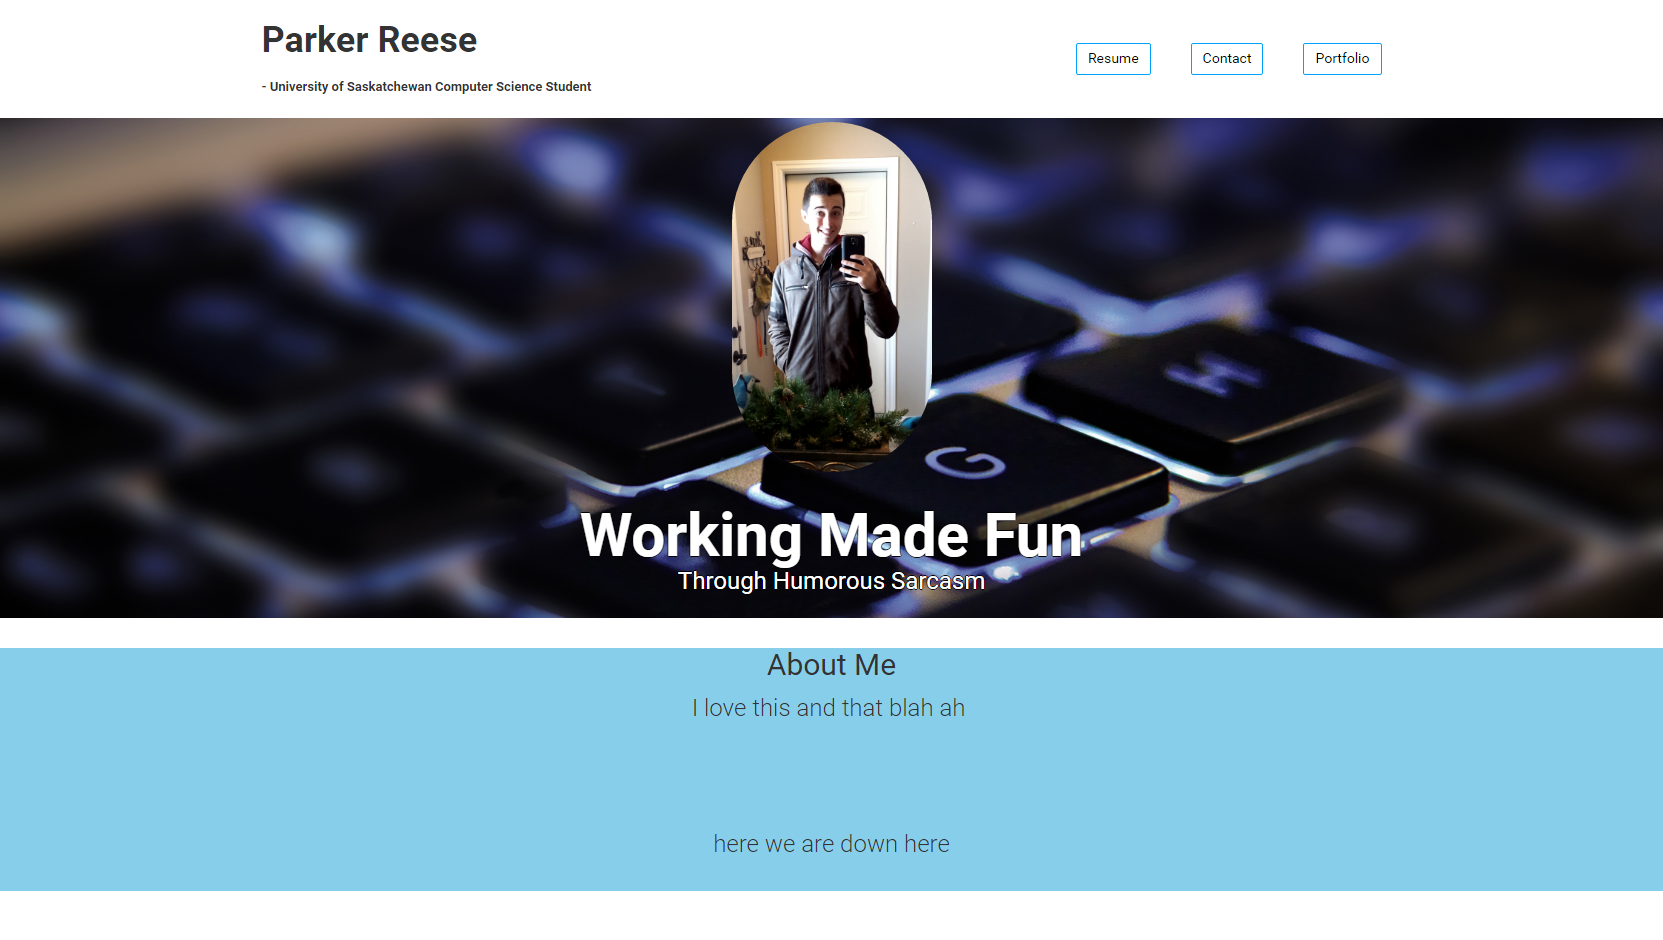 Parker Reese
Resume Contact Portfolio
- University of Saskatchewan Computer Science Student
H
G
Working Made Fun
Through Humorous Sarcasm
About Me
I love this and that blah ah
here we are down here